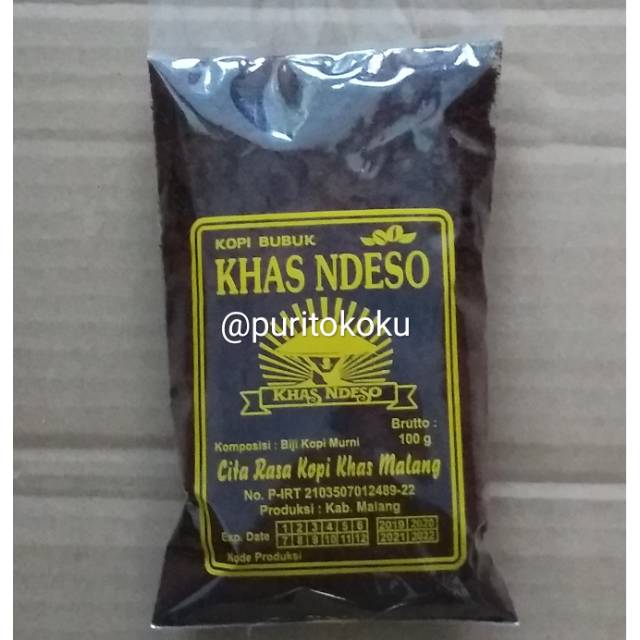 KOPI BUBUK
KHAS NDESO
@puritokoku
KHAS NDESO
Brutto :
100 g
Komposisi : Biji Kopi Murni
Cita Rasa Kopi Khas Malang
No. P-IRT 2103507012489-22
Produksi : Kab. Malang
Exp. Date 1 2 3 4 5 6 2019 2020
7 8 9 10 11 12 2021 2022
Kode Produksi